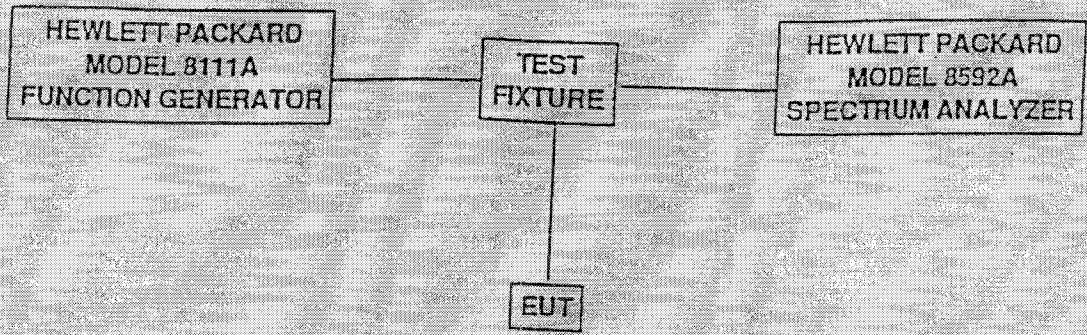 HEWLETT PACKARD
MODEL 8111A
FUNCTION GENERATOR
TEST
FIXTURE
HEWLETT PACKARD
MODEL 8592A
SPECTRUM ANALYZER
EUT